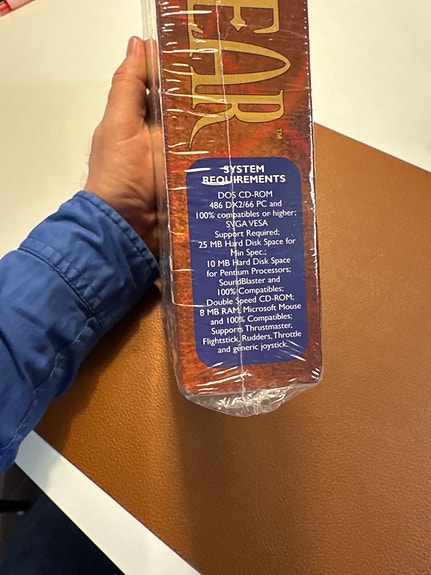 EAR™
SYSTEM
REQUIREMENTS
DOS CD-ROM
486 DX2/66 PC and
100% compatibles or higher;
SVGA VESA
Support Required;
25 MB Hard Disk Space for
Min Spec.;
10 MB Hard Disk Space
for Pentium Processors;
SoundBlaster and
100% Compatibles;
Double Speed CD-ROM;
8 MB RAM; Microsoft Mouse
and 100% Compatibles;
Supports Thrustmaster,
Flightstick, Rudders, Throttle
and generic joystick.